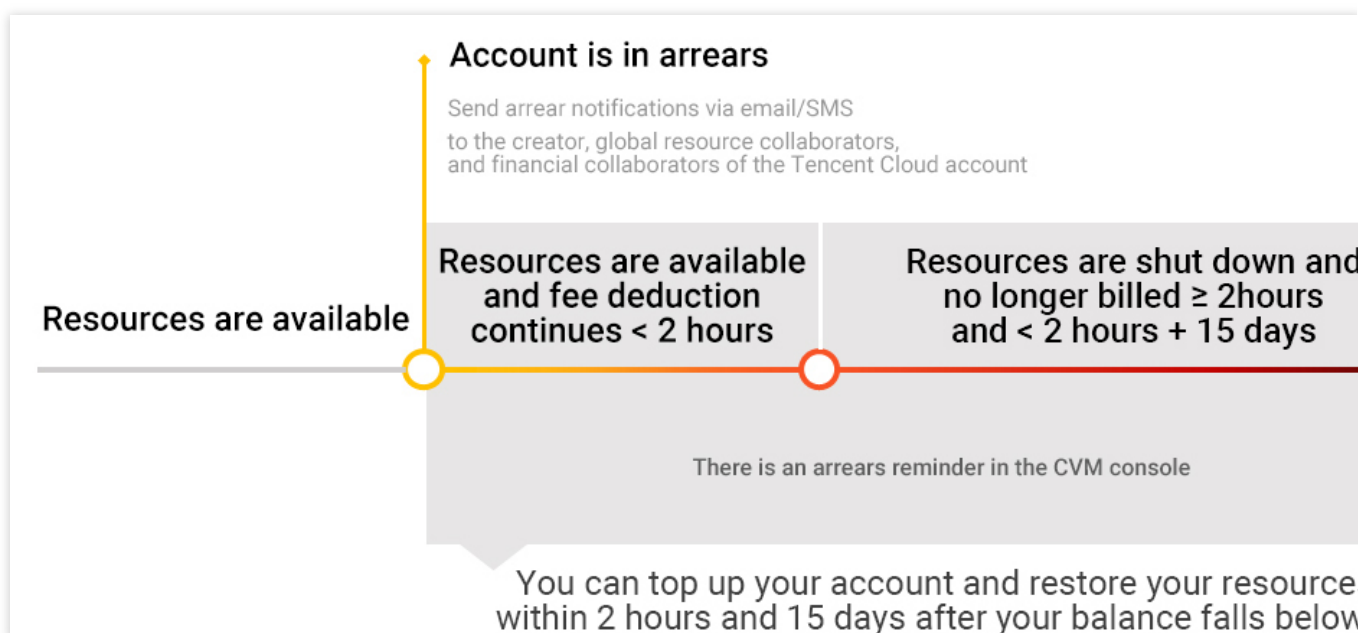 Account is in arrears
Send arrear notifications via email/SMS
to the creator, global resource collaborators,
and financial collaborators of the Tencent Cloud account
Resources are available
Resources are available
and fee deduction
continues < 2 hours
Resources are shut down and
no longer billed ≥ 2hours
and < 2 hours + 15 days
There is an arrears reminder in the CVM console
You can top up your account and restore your resource
within 2 hours and 15 days after your balance falls below